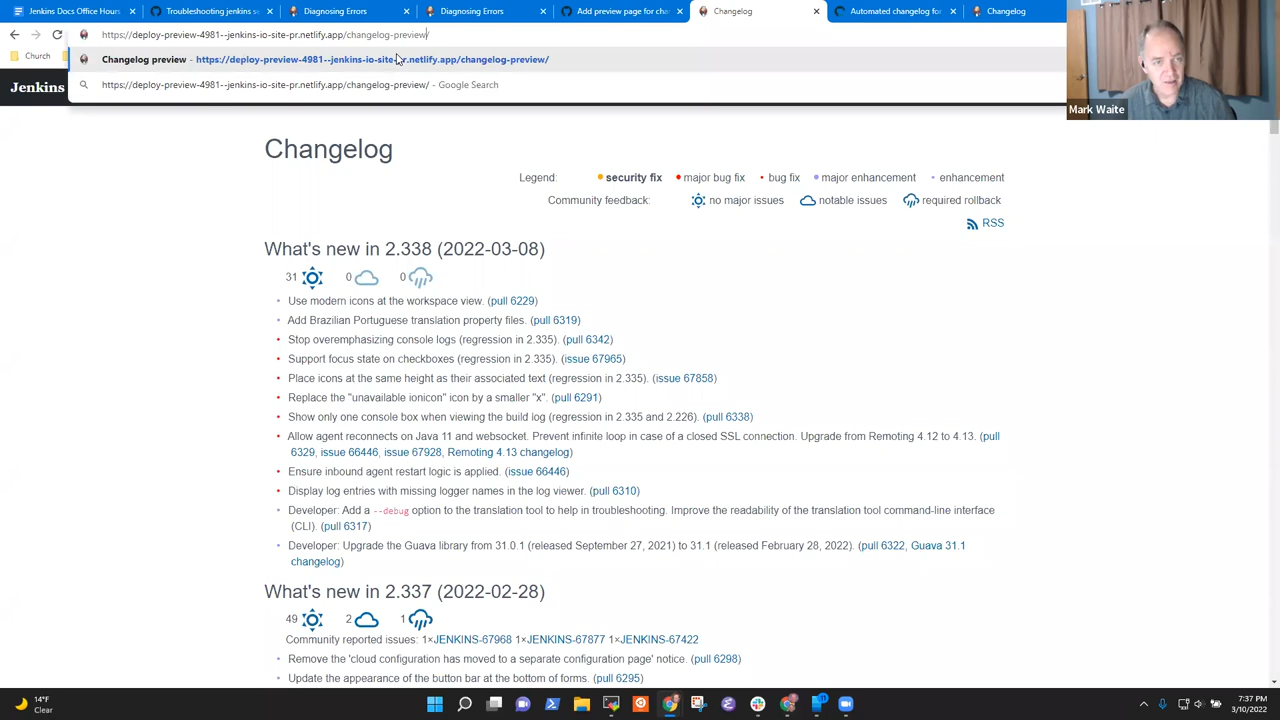 Jenkins Docs Office Hours
Troubleshooting jenkins s
Diagnosing Errors
Diagnosing Errors
Add preview page for cha
Changelog
Automated changelog fo
Changelog
https://deploy-preview-4981--jenkins-io-site-pr.netlify.app/changelog-preview/
Church
Changelog preview - https://deploy-preview-4981--jenkins-io-site-pr.netlify.app/changelog-preview/
https://deploy-preview-4981--jenkins-io-site-pr.netlify.app/changelog-preview/ - Google Search
Jenkins
Mark Waite
Changelog
Legend: security fix major bug fix bug fix major enhancement enhancement
Community feedback: no major issues notable issues required rollback
RSS
What's new in 2.338 (2022-03-08)
31 0 0
Use modern icons at the workspace view. (pull 6229)
Add Brazilian Portuguese translation property files. (pull 6319)
Stop overemphasizing console logs (regression in 2.335). (pull 6342)
Support focus state on checkboxes (regression in 2.335). (issue 67965)
Place icons at the same height as their associated text (regression in 2.335). (issue 67858)
Replace the "unavailable ionicon" icon by a smaller "x". (pull 6291)
Show only one console box when viewing the build log (regression in 2.335 and 2.226). (pull 6338)
Allow agent reconnects on Java 11 and websocket. Prevent infinite loop in case of a closed SSL connection. Upgrade from Remoting 4.12 to 4.13. (pull
6329, issue 66446, issue 67928, Remoting 4.13 changelog)
Ensure inbound agent restart logic is applied. (issue 66446)
Display log entries with missing logger names in the log viewer. (pull 6310)
Developer: Add a --debug option to the translation tool to help in troubleshooting. Improve the readability of the translation tool command-line interface
(CLI). (pull 6317)
Developer: Upgrade the Guava library from 31.0.1 (released September 27, 2021) to 31.1 (released February 28, 2022). (pull 6322, Guava 31.1
changelog)
What's new in 2.337 (2022-02-28)
49 2 1
Community reported issues: 1×JENKINS-67968 1×JENKINS-67877 1×JENKINS-67422
Remove the 'cloud configuration has moved to a separate configuration page' notice. (pull 6298)
Update the appearance of the button bar at the bottom of forms. (pull 6295)
14°F
Clear
7:37 PM
3/10/2022